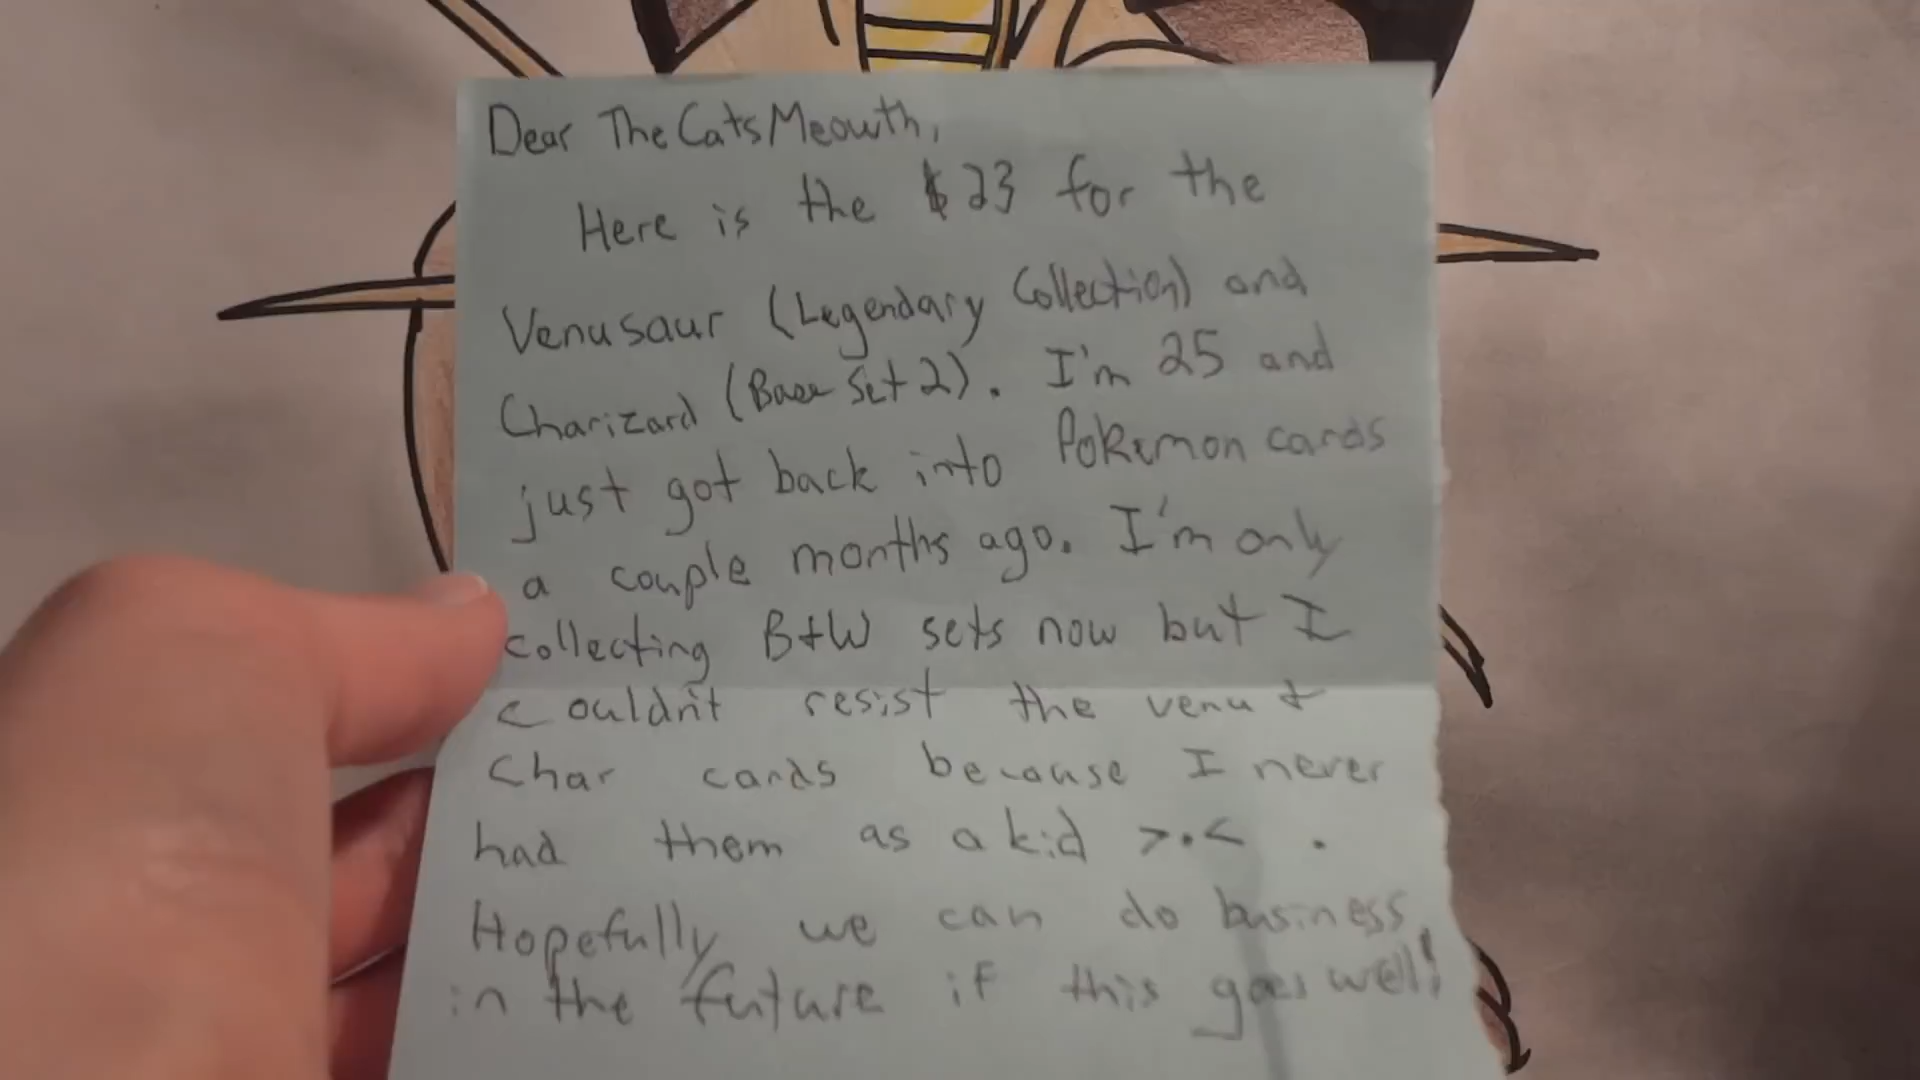 Dear The Cats Meowth,
Here is the $23 for the
Venusaur (Legendary Collection) and
Charizard (Base Set 2). I'm 25 and
just got back into Pokemon cards
a couple months ago. I'm only
collecting B+W sets now but I
couldn't resist the venu +
Char cards because I never
had them as a kid >.< .
Hopefully we can do business
in the future if this goes well!